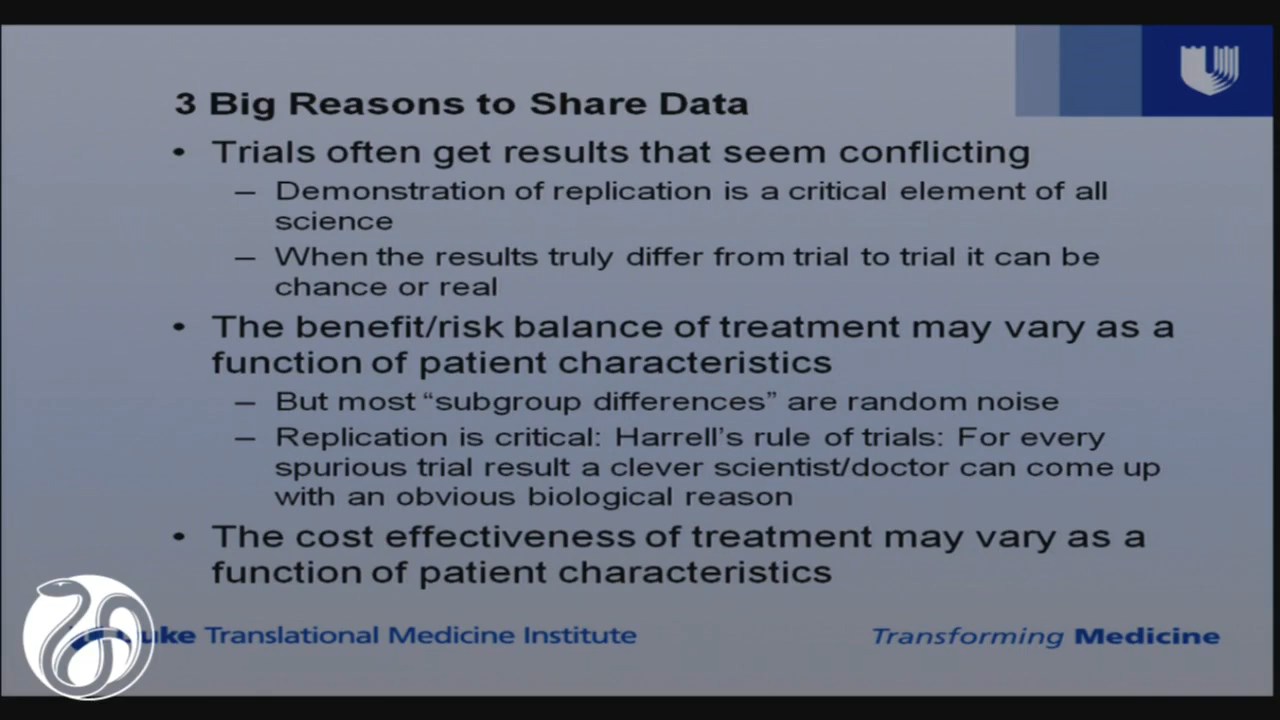 3 Big Reasons to Share Data
• Trials often get results that seem conflicting
– Demonstration of replication is a critical element of all
science
– When the results truly differ from trial to trial it can be
chance or real
• The benefit/risk balance of treatment may vary as a
function of patient characteristics
– But most “subgroup differences” are random noise
– Replication is critical: Harrell’s rule of trials: For every
spurious trial result a clever scientist/doctor can come up
with an obvious biological reason
• The cost effectiveness of treatment may vary as a
function of patient characteristics
Translational Medicine Institute
Transforming Medicine